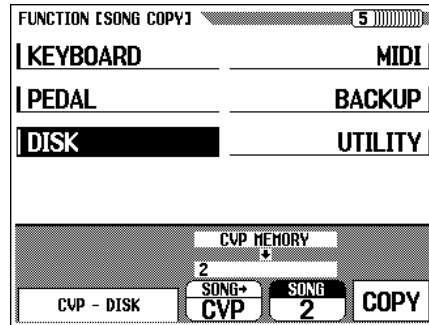 FUNCTION [SONG COPY] 5
KEYBOARD MIDI
PEDAL BACKUP
DISK UTILITY
CVP MEMORY
2
CVP - DISK
SONG→
CVP
SONG
2
COPY